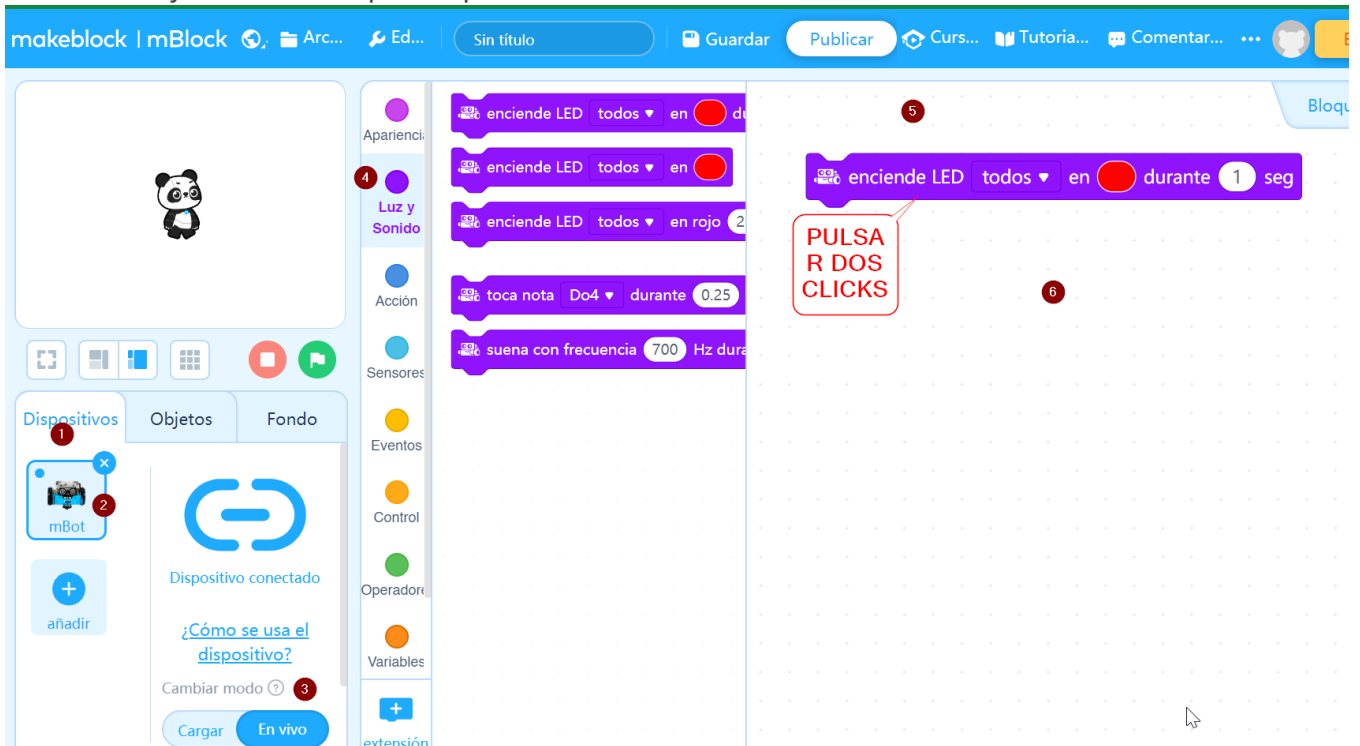 makeblock | mBlock Arc... Ed... Sin título Guardar Publicar Curs... Tutoria... Comentar... ...
Aparienci
4
Luz y
Sonido
Acción
Sensores
Eventos
Control
Operadore
Variables
+
extensión
enciende LED todos ▼ en
enciende LED todos ▼ en
enciende LED todos ▼ en rojo 2
toca nota Do4 ▼ durante 0.25
suena con frecuencia 700 Hz dura
5
Bloqu
enciende LED todos ▼ en durante 1 seg
PULSA
R DOS
CLICKS
6
Dispositivos Objetos Fondo
1
2
mBot
+
añadir
Dispositivo conectado
¿Cómo se usa el
dispositivo?
Cambiar modo ? 3
Cargar En vivo